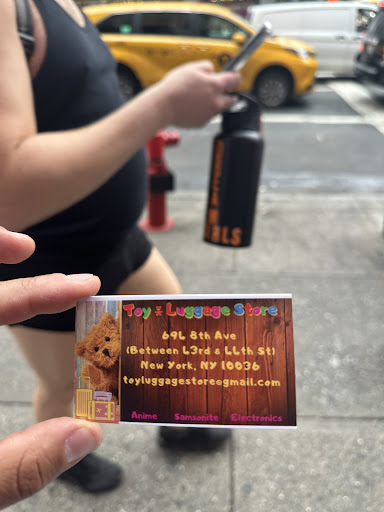 Toy & Luggage Store
694 8th Ave
(Between 43rd & 44th St)
New York, NY 10036
toyluggagestore@gmail.com
Anime Samsonite Electronics